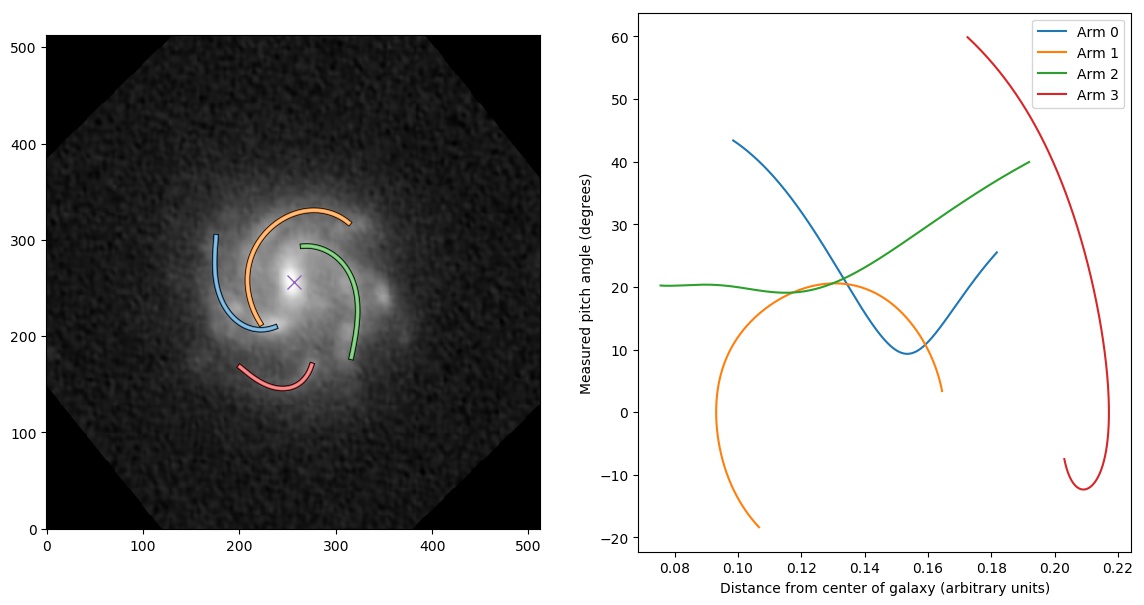 500
400
300
200
100
0
0 100 200 300 400 500
60
50
40
30
20
10
0
−10
−20
Measured pitch angle (degrees)
Arm 0
Arm 1
Arm 2
Arm 3
0.08 0.10 0.12 0.14 0.16 0.18 0.20 0.22
Distance from center of galaxy (arbitrary units)